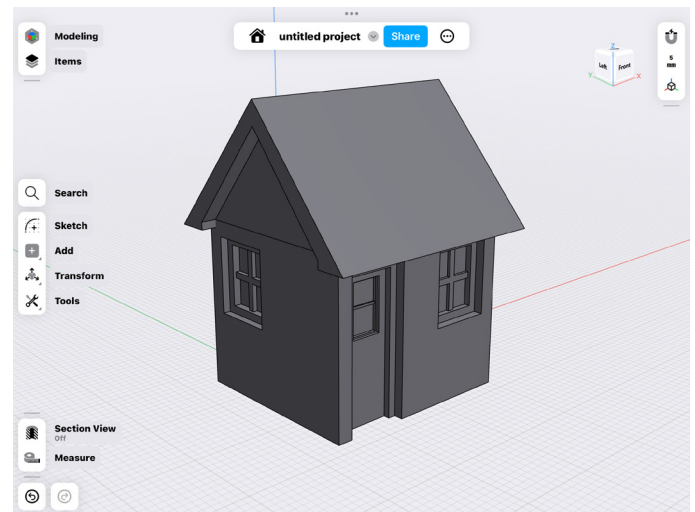 Modeling
Items
untitled project
Share
5
mm
Z
Left
Front
Y
X
Search
Sketch
Add
Transform
Tools
Section View
Off
Measure